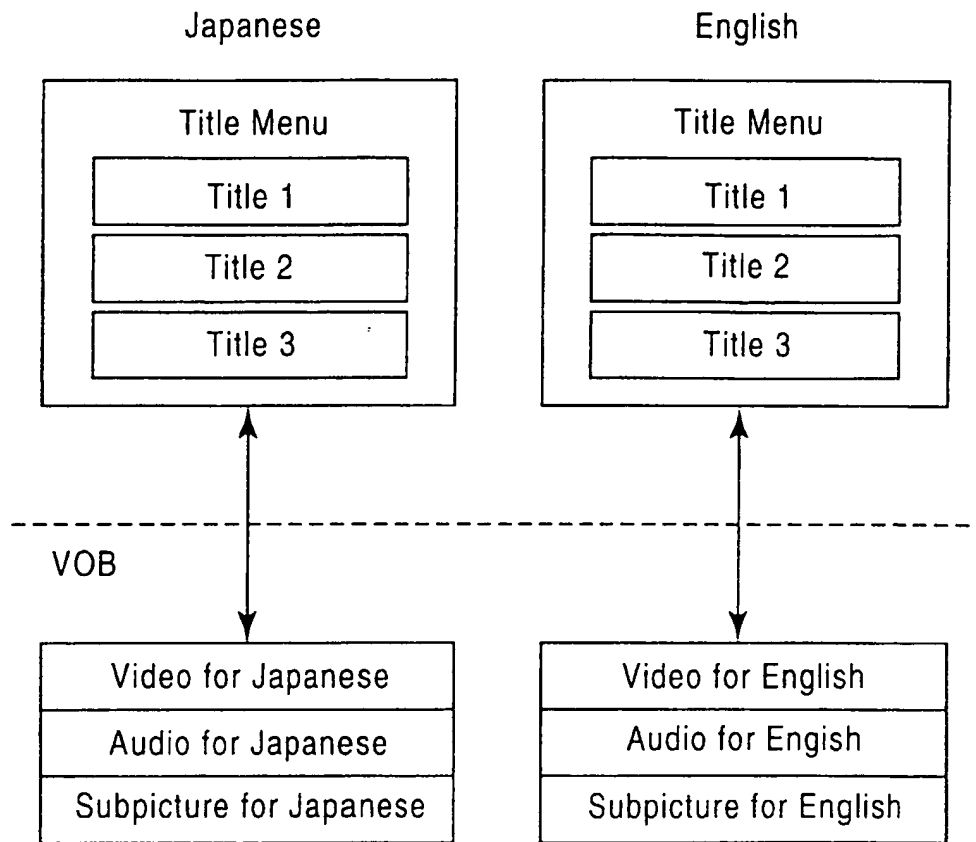 Japanese
English
Title Menu
Title 1
Title 2
Title 3
Title Menu
Title 1
Title 2
Title 3
VOB
Video for Japanese
Audio for Japanese
Subpicture for Japanese
Video for English
Audio for Engish
Subpicture for English